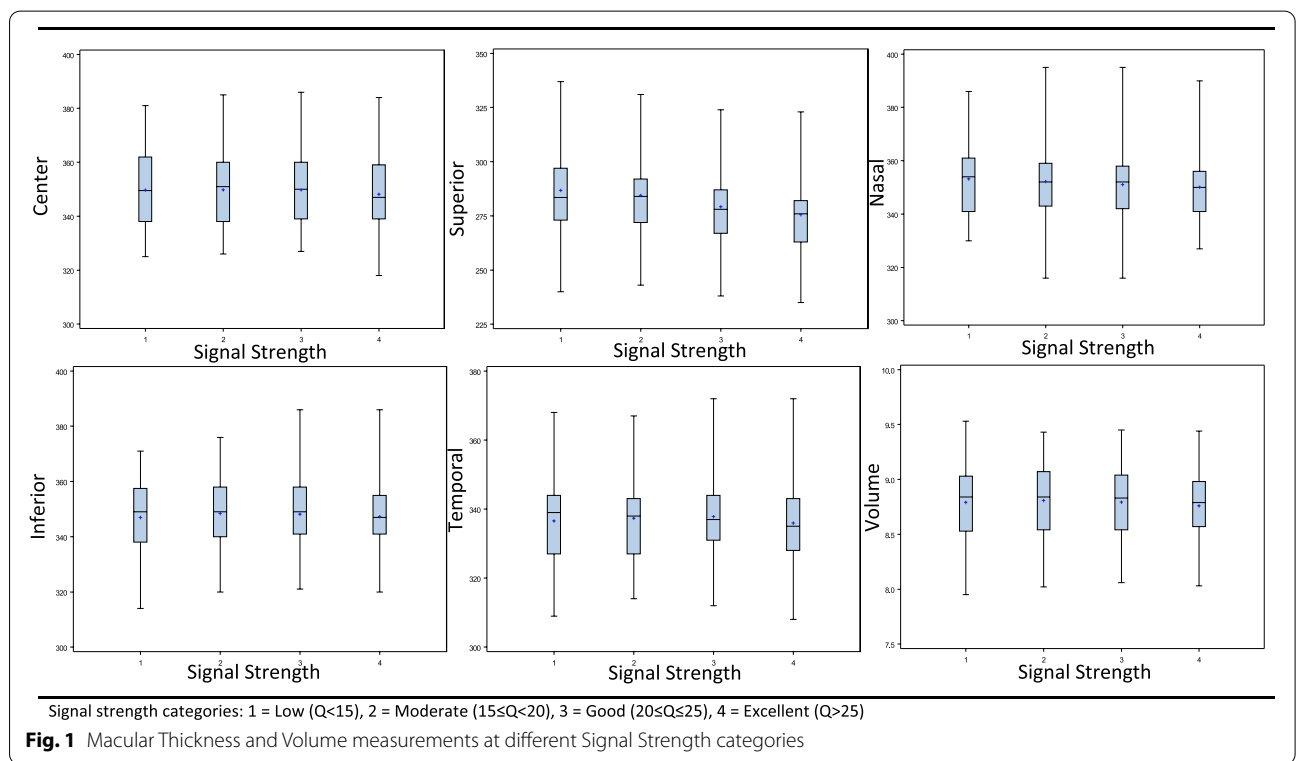 400
380
360
340
320
300
Center
1 2 3 4
Signal Strength
350
325
300
275
250
225
Superior
1 2 3 4
Signal Strength
400
380
360
340
320
300
Nasal
1 2 3 4
Signal Strength
400
380
360
340
320
300
Inferior
1 2 3 4
Signal Strength
380
360
340
320
300
Temporal
1 2 3 4
Signal Strength
10.0
9.5
9.0
8.5
8.0
7.5
Volume
1 2 3 4
Signal Strength
Signal strength categories: 1 = Low (Q<15), 2 = Moderate (15≤Q<20), 3 = Good (20≤Q≤25), 4 = Excellent (Q>25)
Fig. 1 Macular Thickness and Volume measurements at different Signal Strength categories